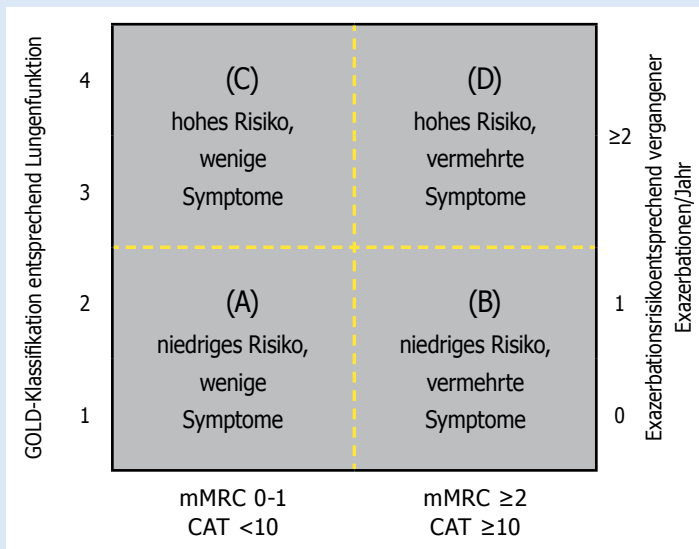 GOLD-Klassifikation entsprechend Lungenfunktion
4
3
2
1
(C)
hohes Risiko,
wenige
Symptome
(D)
hohes Risiko,
vermehrte
Symptome
(A)
niedriges Risiko,
wenige
Symptome
(B)
niedriges Risiko,
vermehrte
Symptome
≥2
1
0
Exazerbationsrisikoentsprechend vergangener
Exazerbationen/Jahr
mMRC 0-1
CAT <10
mMRC ≥2
CAT ≥10